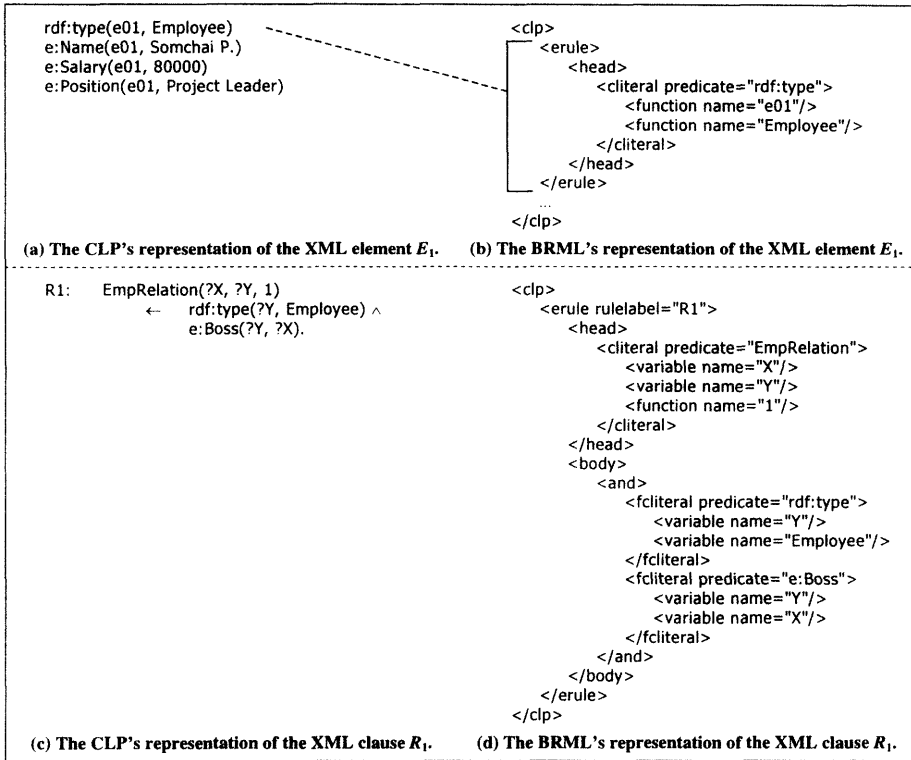 rdf:type(e01, Employee)
e:Name(e01, Somchai P.)
e:Salary(e01, 80000)
e:Position(e01, Project Leader)
<clp>
<erule>
<head>
<cliteral predicate="rdf:type">
<function name="e01"/>
<function name="Employee"/>
</cliteral>
</head>
</erule>
...
</clp>
(a) The CLP's representation of the XML element E1.
(b) The BRML's representation of the XML element E1.
R1: EmpRelation(?X, ?Y, 1)
← rdf:type(?Y, Employee) ∧
e:Boss(?Y, ?X).
<clp>
<erule rulelabel="R1">
<head>
<cliteral predicate="EmpRelation">
<variable name="X"/>
<variable name="Y"/>
<function name="1"/>
</cliteral>
</head>
<body>
<and>
<fcliteral predicate="rdf:type">
<variable name="Y"/>
<variable name="Employee"/>
</fcliteral>
<fcliteral predicate="e:Boss">
<variable name="Y"/>
<variable name="X"/>
</fcliteral>
</and>
</body>
</erule>
</clp>
(c) The CLP's representation of the XML clause R1.
(d) The BRML's representation of the XML clause R1.